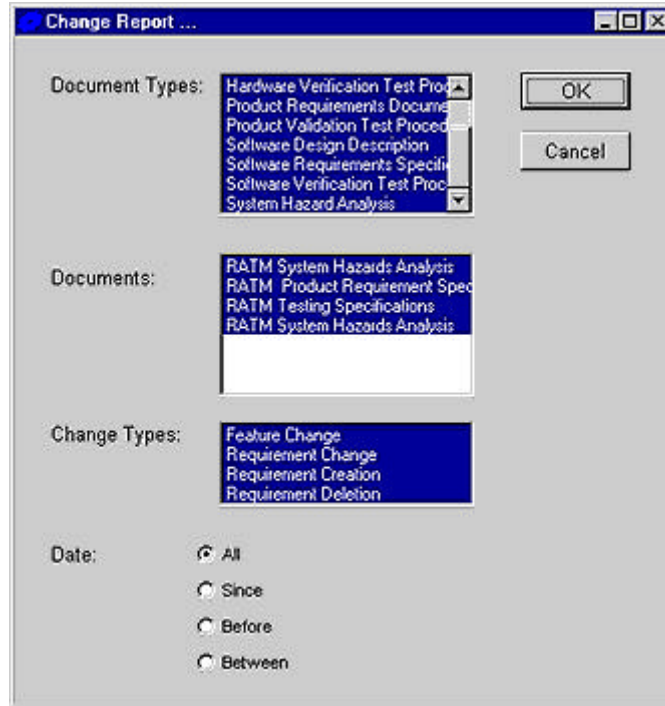 Change Report ...
Document Types:
Hardware Verification Test Proc
Product Requirements Docume
Product Validation Test Proced
Software Design Description
Software Requirements Specifi
Software Verification Test Proc
System Hazard Analysis
OK
Cancel
Documents:
RATM System Hazards Analysis
RATM Product Requirement Spec
RATM Testing Specifications
RATM System Hazards Analysis
Change Types:
Feature Change
Requirement Change
Requirement Creation
Requirement Deletion
Date:
All
Since
Before
Between